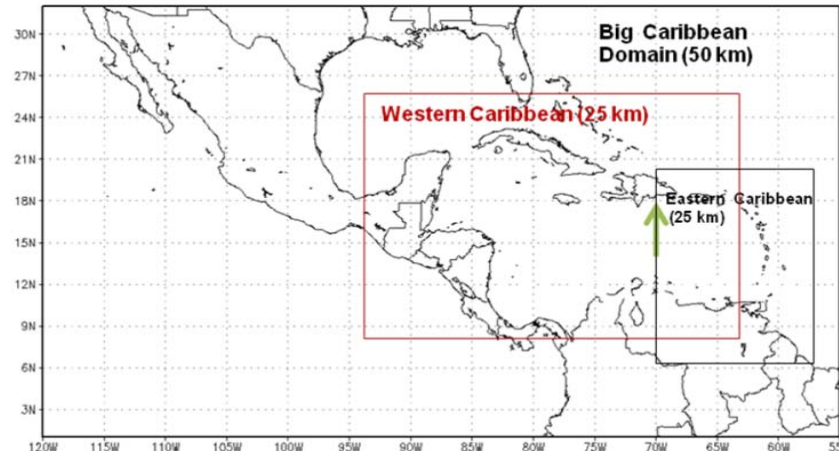 Big Caribbean
Domain (50 km)
Western Caribbean (25 km)
Eastern Caribbean
(25 km)
30N
27N
24N
21N
18N
15N
12N
9N
6N
3N
120W 115W 110W 105W 100W 95W 90W 85W 80W 75W 70W 65W 60W